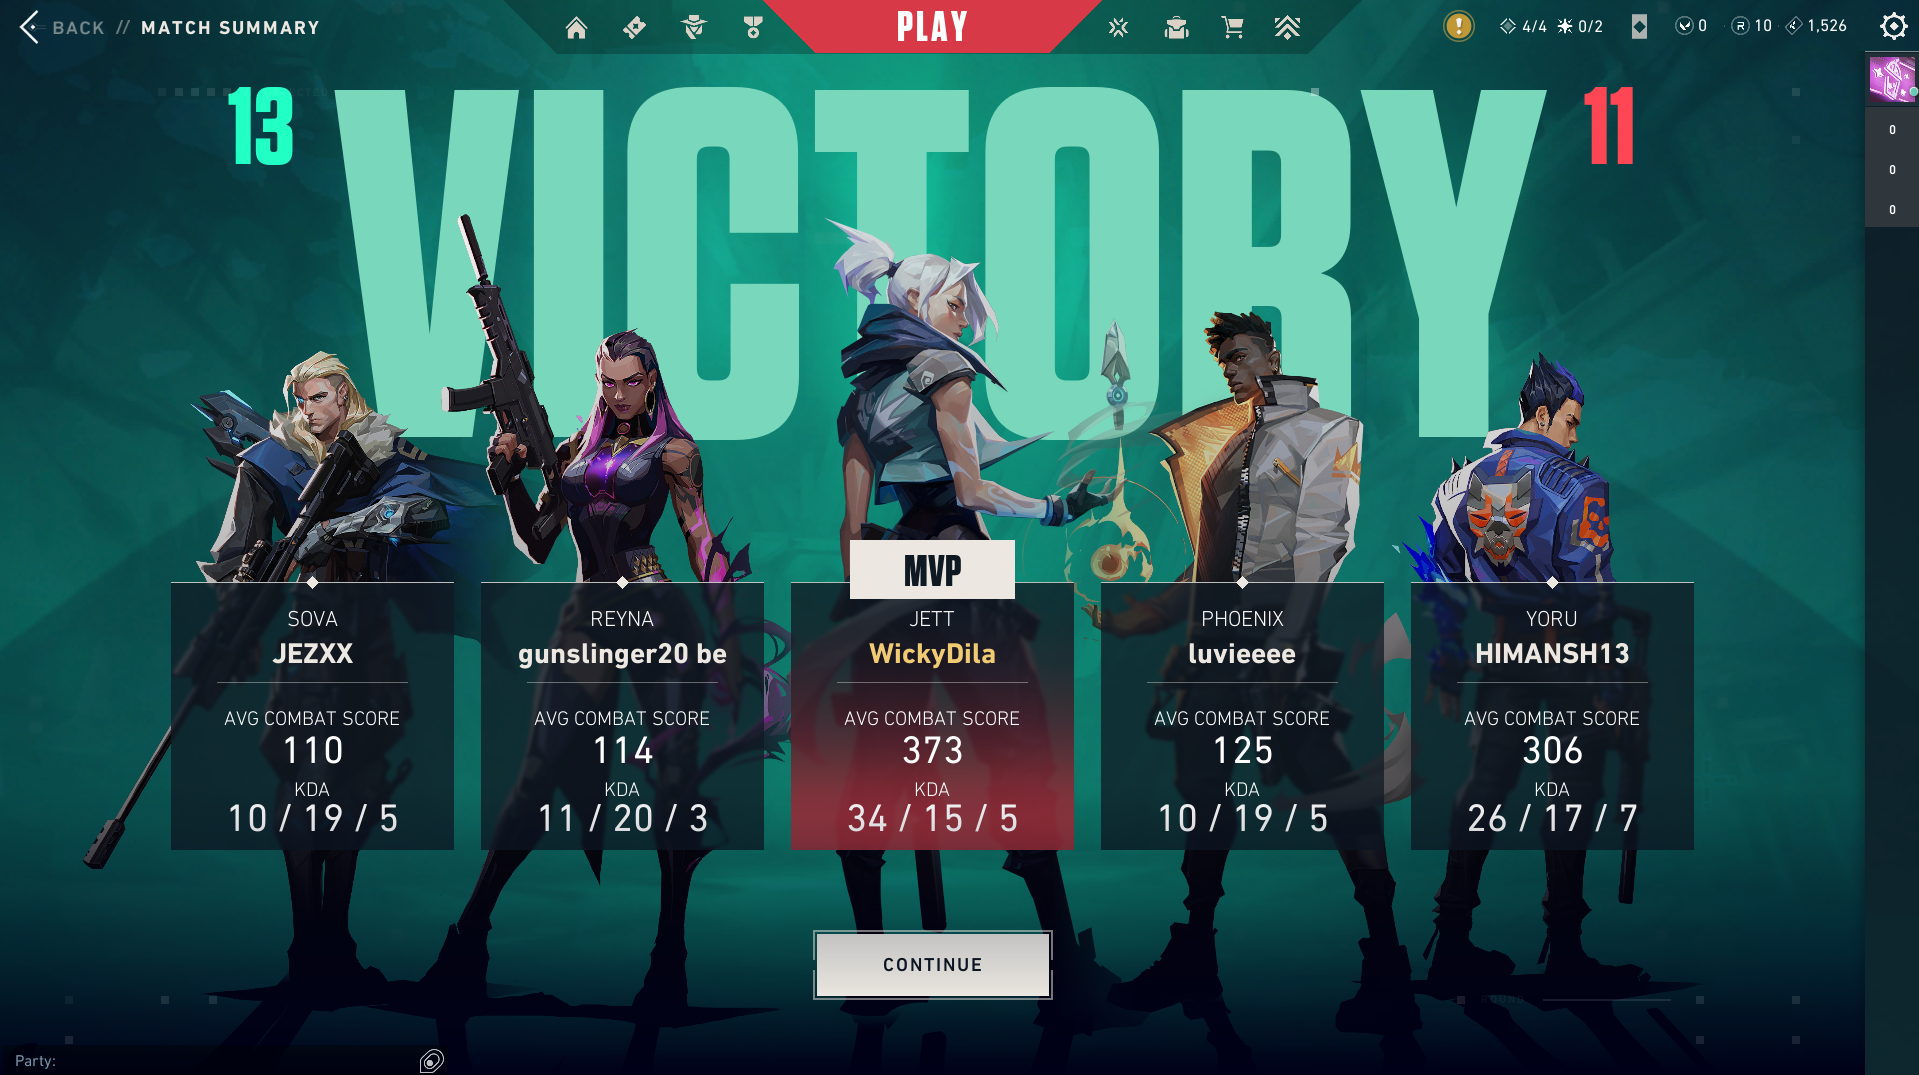 BACK // MATCH SUMMARY
PLAY
4/4 0/2 0 10 1,526
13 VICTORY 11
0
0
0
MVP
SOVA
JEZXX
AVG COMBAT SCORE
110
KDA
10 / 19 / 5
REYNA
gunslinger20 be
AVG COMBAT SCORE
114
KDA
11 / 20 / 3
JETT
WickyDila
AVG COMBAT SCORE
373
KDA
34 / 15 / 5
PHOENIX
luvieeee
AVG COMBAT SCORE
125
KDA
10 / 19 / 5
YORU
HIMANSH13
AVG COMBAT SCORE
306
KDA
26 / 17 / 7
CONTINUE
Party: